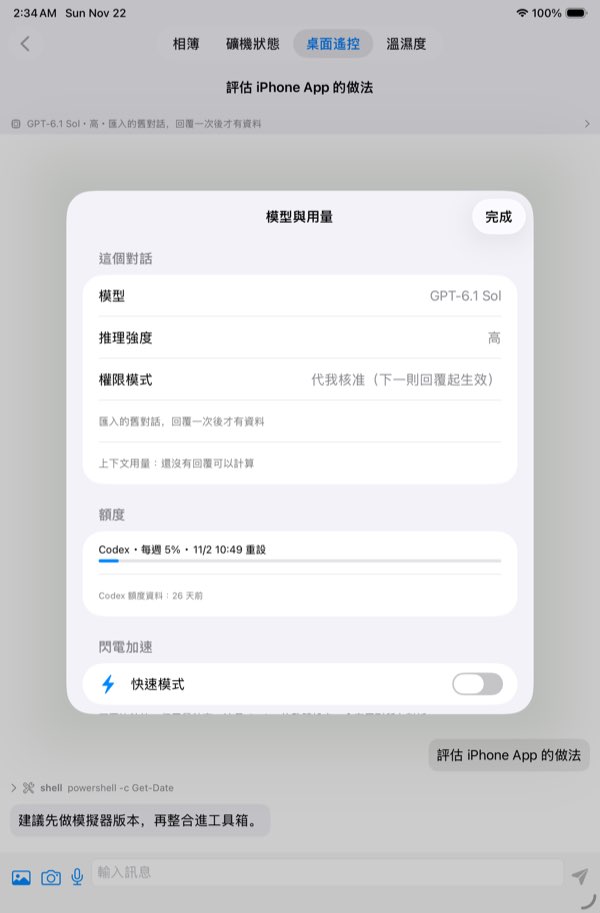 2:34 AM Sun Nov 22
100%
相簿 礦機狀態 桌面遙控 溫濕度
評估 iPhone App 的做法
GPT-6.1 Sol・高・匯入的舊對話，回覆一次後才有資料
模型與用量
完成
這個對話
模型 GPT-6.1 Sol
推理強度 高
權限模式 代我核准（下一則回覆起生效）
匯入的舊對話，回覆一次後才有資料
上下文用量：還沒有回覆可以計算
額度
Codex・每週 5%・11/2 10:49 重設
Codex 額度資料：26 天前
閃電加速
快速模式
評估 iPhone App 的做法
shell powershell -c Get-Date
建議先做模擬器版本，再整合進工具箱。
輸入訊息